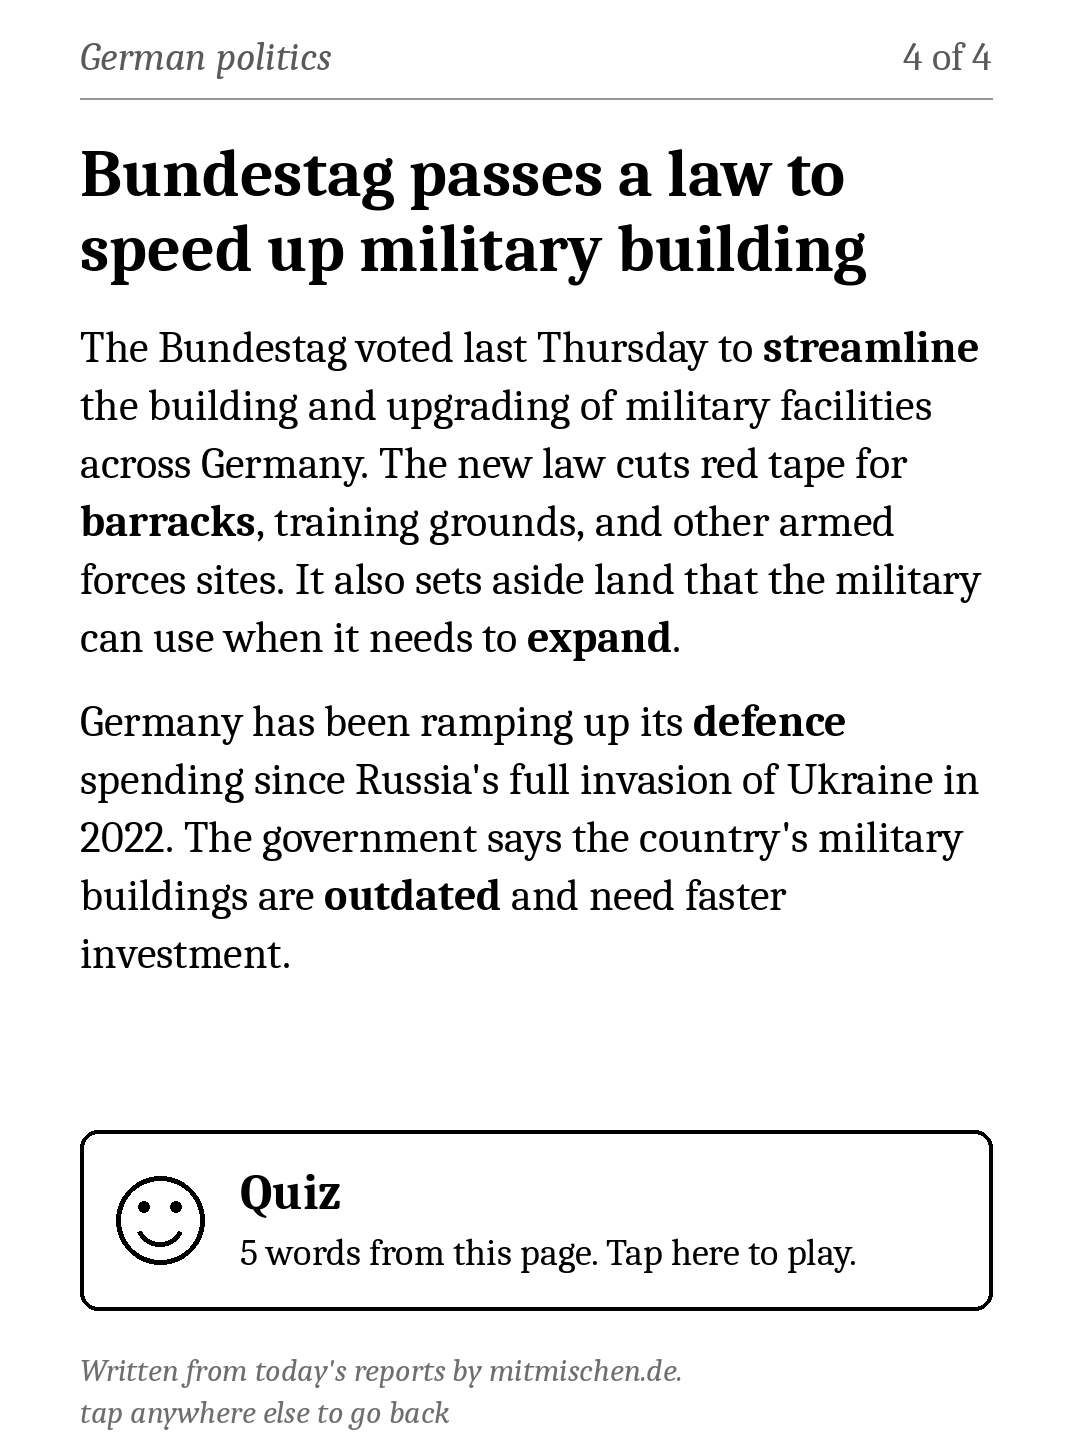 German politics
4 of 4
Bundestag passes a law to
speed up military building
The Bundestag voted last Thursday to streamline
the building and upgrading of military facilities
across Germany. The new law cuts red tape for
barracks, training grounds, and other armed
forces sites. It also sets aside land that the military
can use when it needs to expand.
Germany has been ramping up its defence
spending since Russia's full invasion of Ukraine in
2022. The government says the country's military
buildings are outdated and need faster
investment.
Quiz
5 words from this page. Tap here to play.
Written from today's reports by mitmischen.de.
tap anywhere else to go back